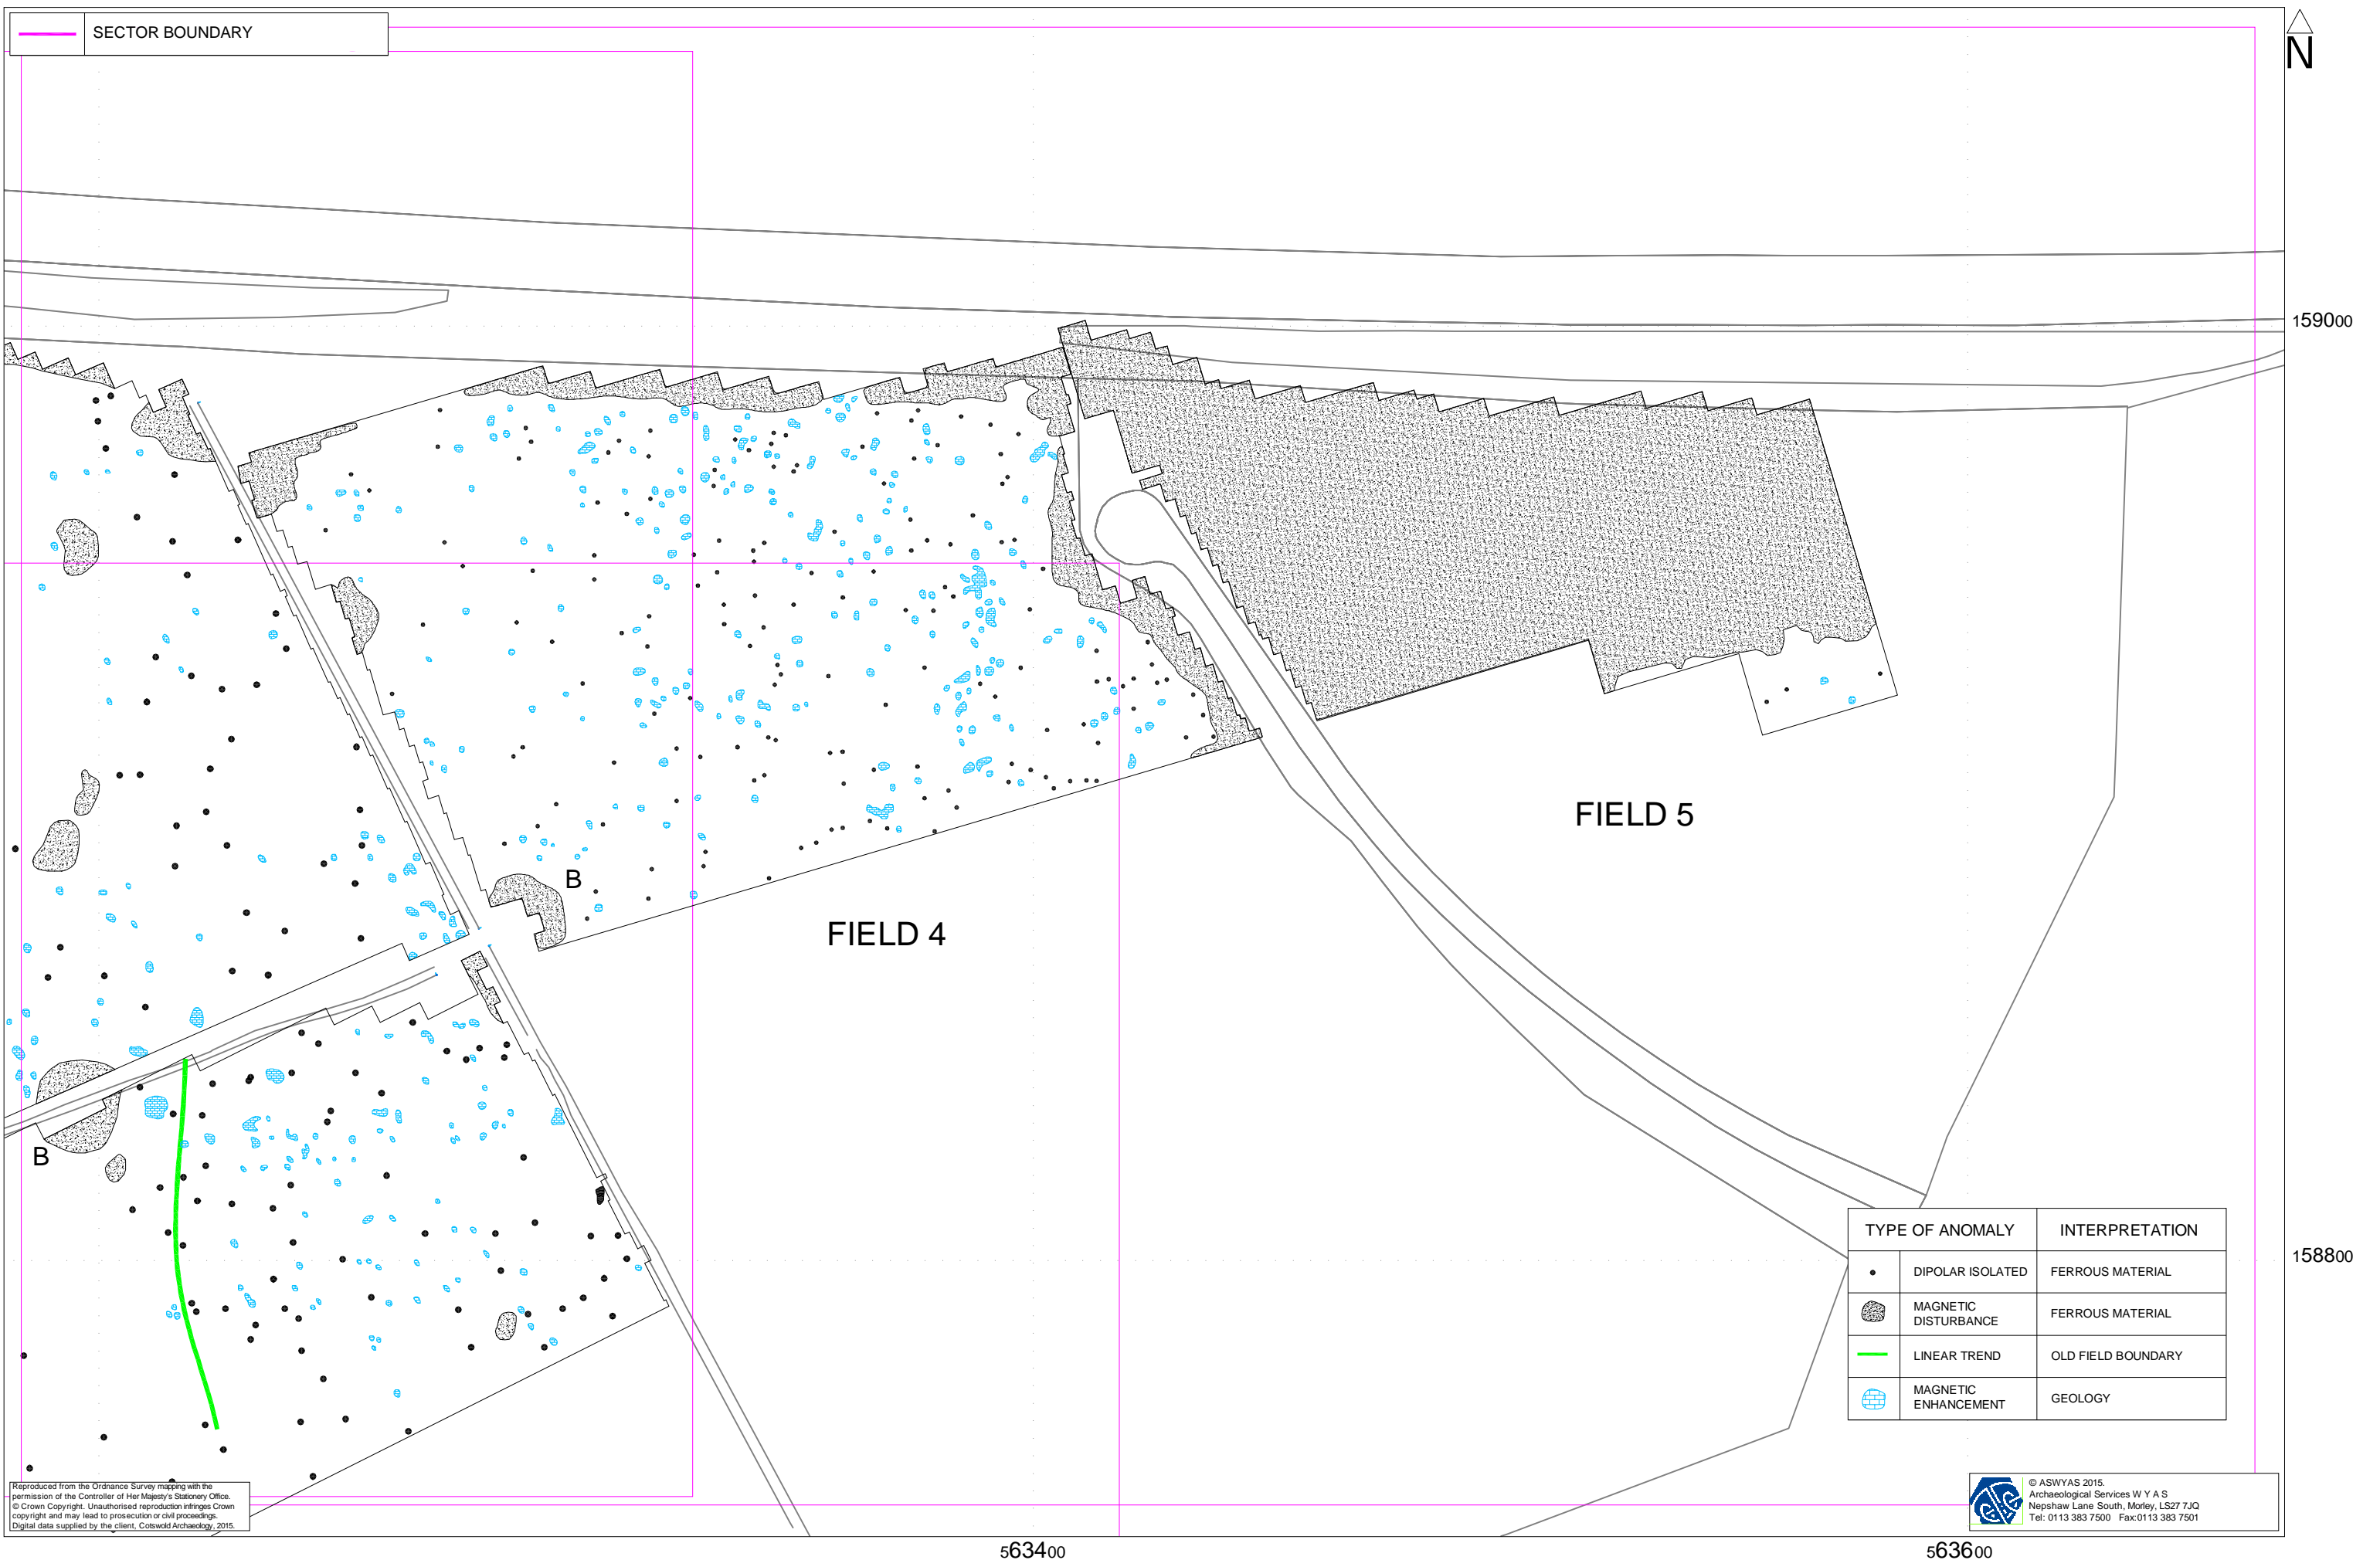 SECTOR BOUNDARY
N
159000
FIELD 5
B
FIELD 4
B
TYPE OF ANOMALY INTERPRETATION
DIPOLAR ISOLATED FERROUS MATERIAL
MAGNETIC
DISTURBANCE
FERROUS MATERIAL
LINEAR TREND OLD FIELD BOUNDARY
MAGNETIC
ENHANCEMENT
GEOLOGY
158800
Reproduced from the Ordnance Survey mapping with the
permission of the Controller of Her Majesty's Stationery Office.
© Crown Copyright. Unauthorised reproduction infringes Crown
copyright and may lead to prosecution or civil proceedings.
Digital data supplied by the client, Cotswold Archaeology, 2015.
© ASWYAS 2015.
Archaeological Services W Y A S
Nepshaw Lane South, Morley, LS27 7JQ
Tel: 0113 383 7500 Fax:0113 383 7501
563400
563600